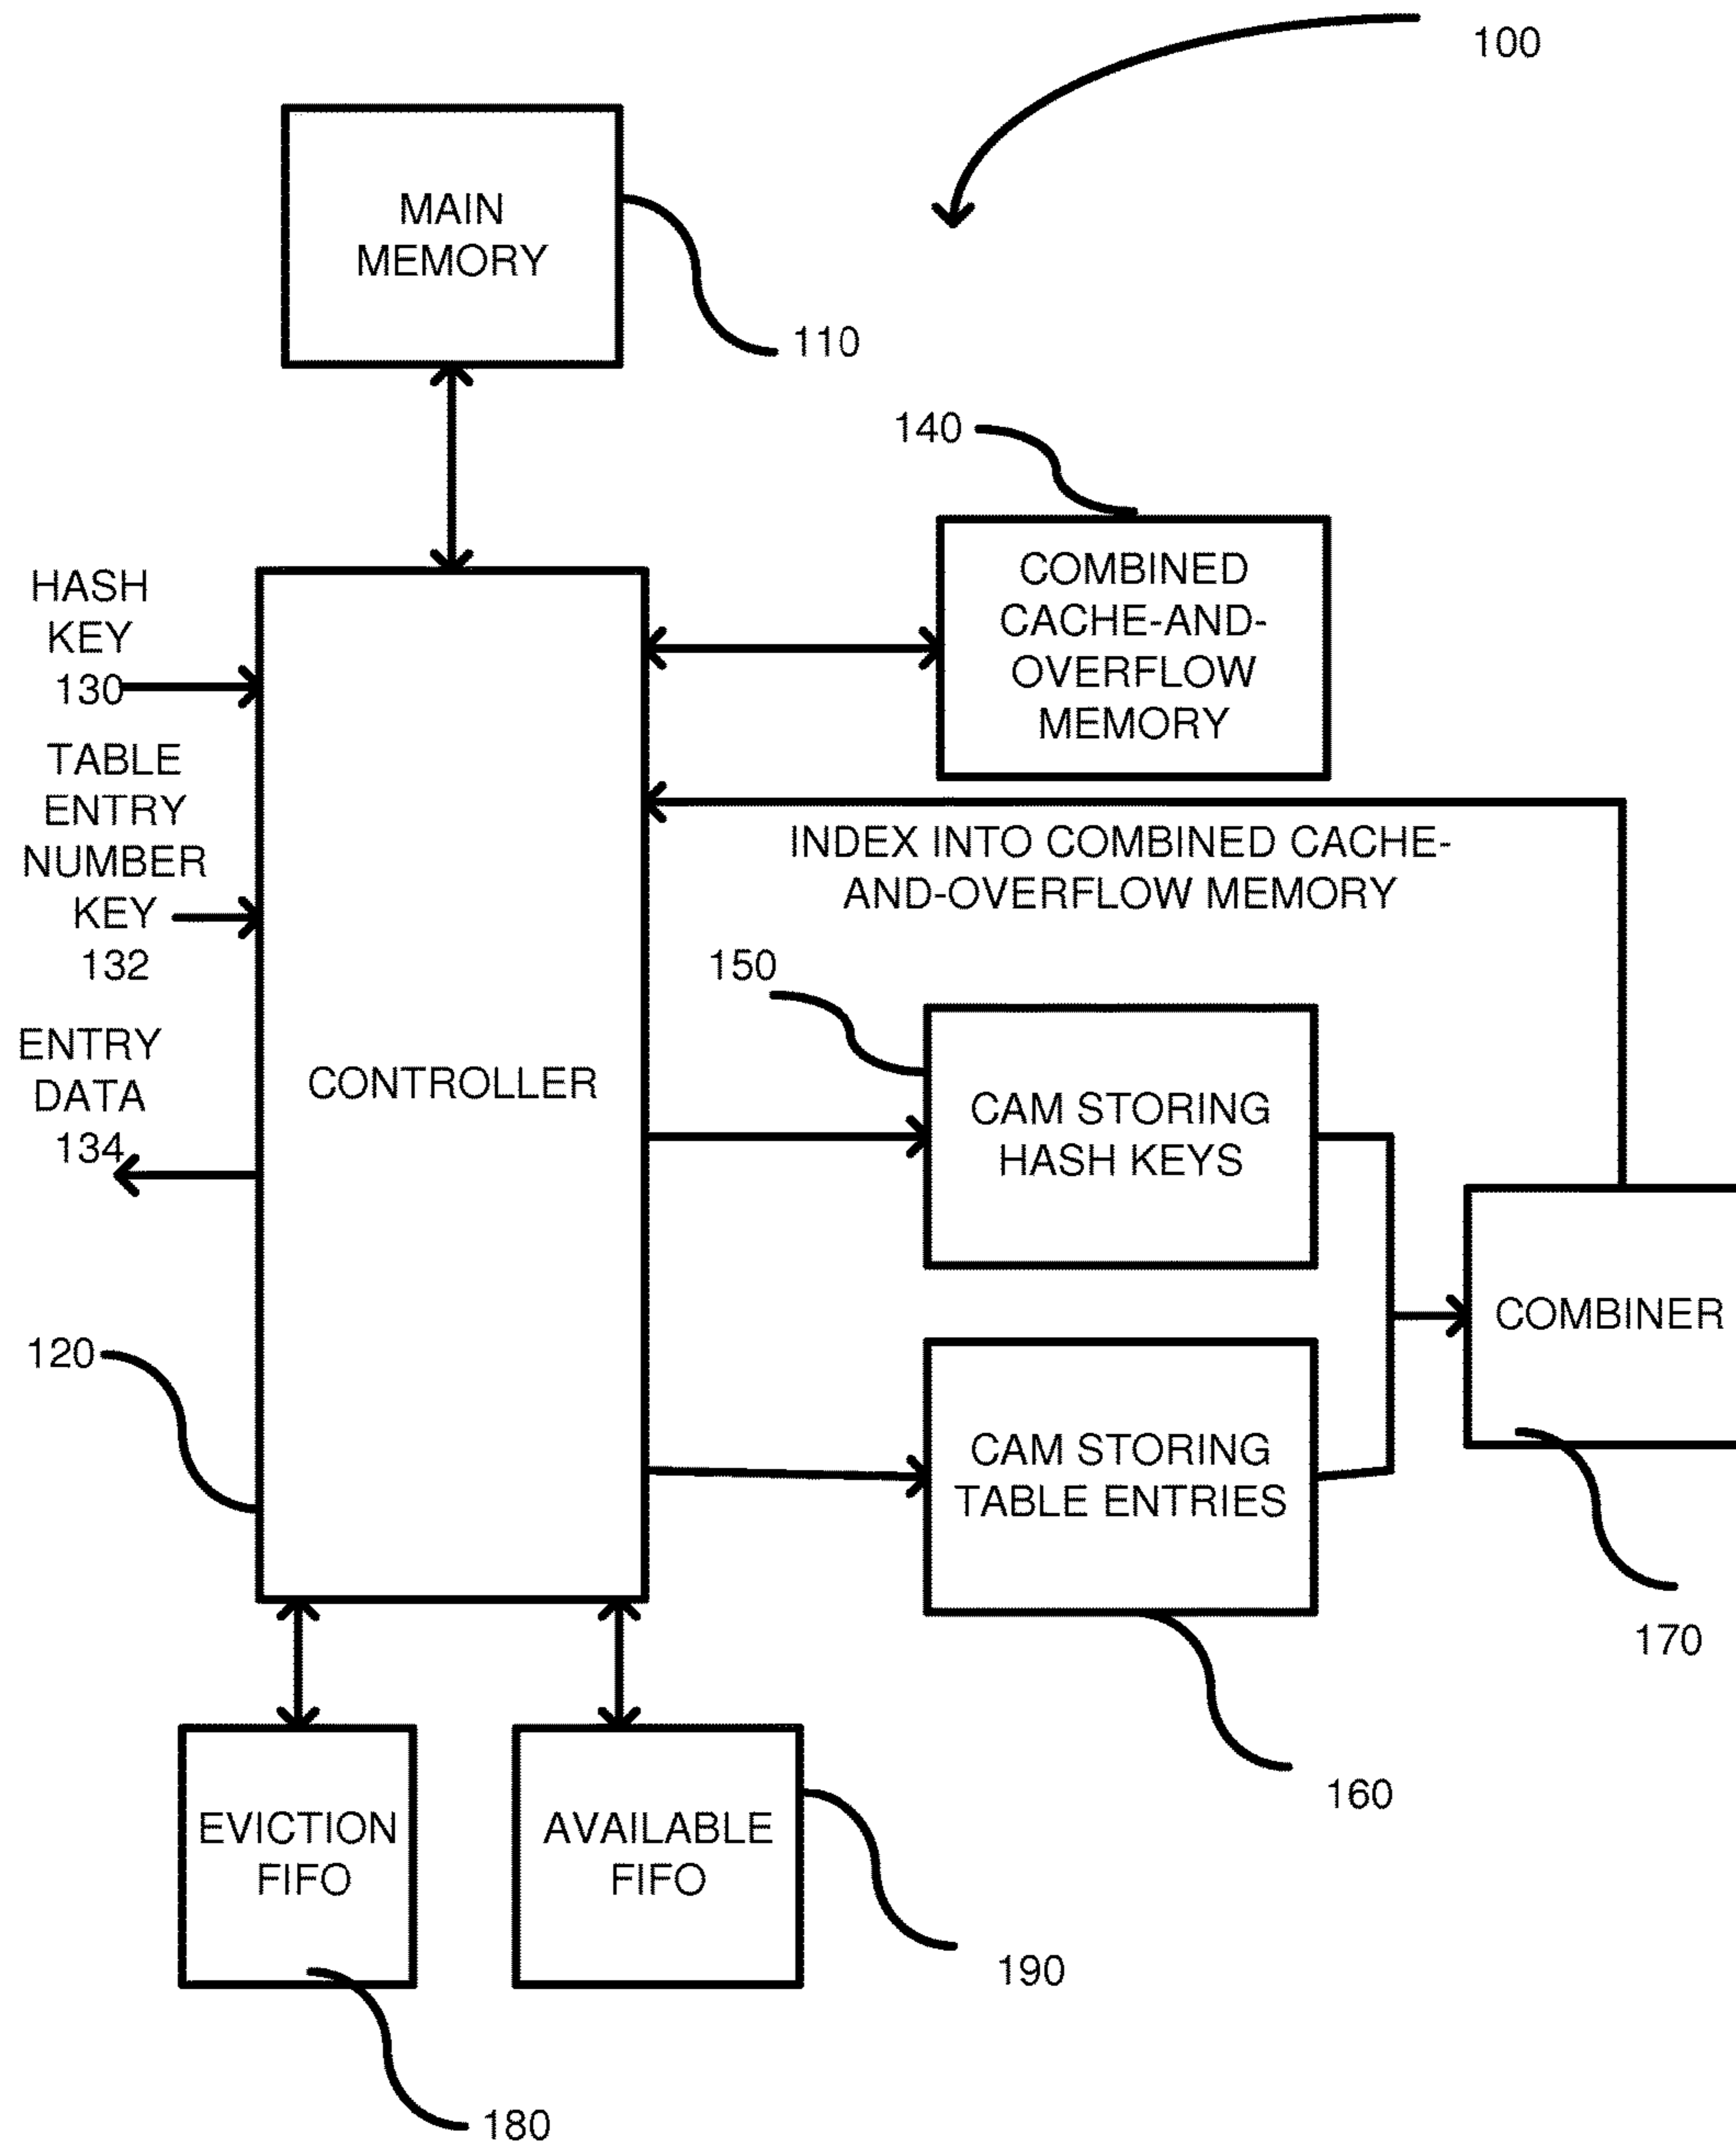 100
MAIN
MEMORY
110
140
COMBINED
CACHE-AND-
OVERFLOW
MEMORY
HASH
KEY
130
TABLE
ENTRY
NUMBER
KEY
132
ENTRY
DATA
134
CONTROLLER
INDEX INTO COMBINED CACHE-
AND-OVERFLOW MEMORY
150
CAM STORING
HASH KEYS
COMBINER
120
CAM STORING
TABLE ENTRIES
170
160
EVICTION
FIFO
AVAILABLE
FIFO
190
180